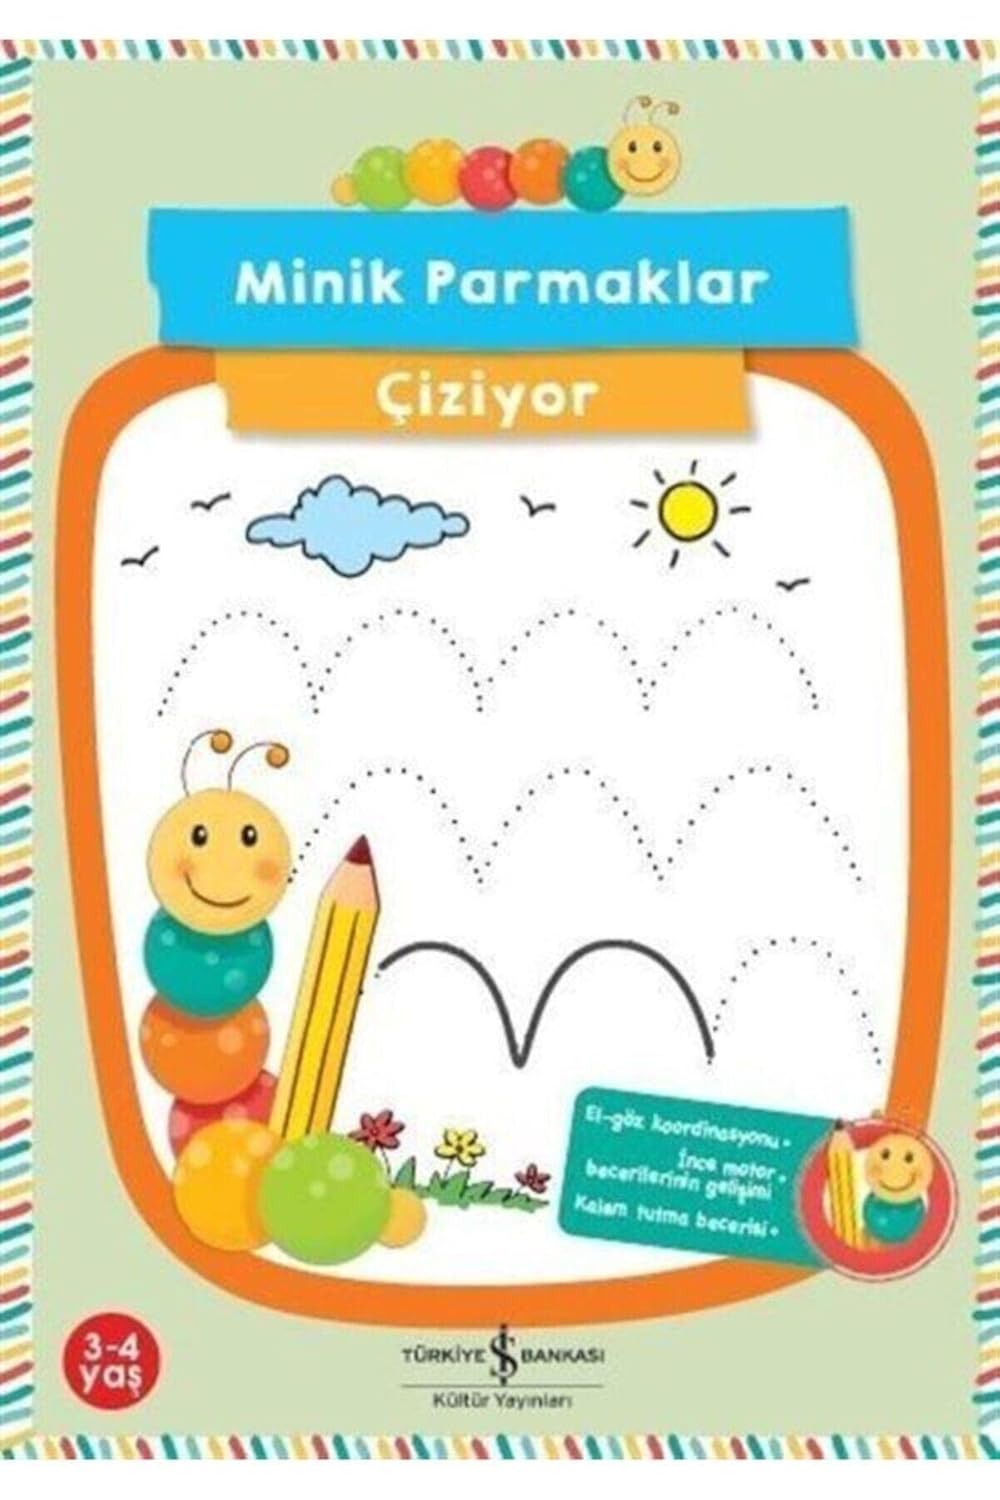 Minik Parmaklar
Çiziyor
El-göz koordinasyonu •
İnce motor •
becerilerinin gelişimi
Kalem tutma becerisi •
3-4
yaş
TÜRKİYE İŞ BANKASI
Kültür Yayınları